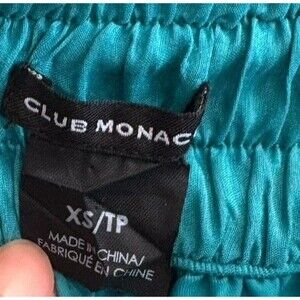 CLUB MONAC
XS/TP
MADE IN CHINA/
FABRIQUÉ EN CHINE